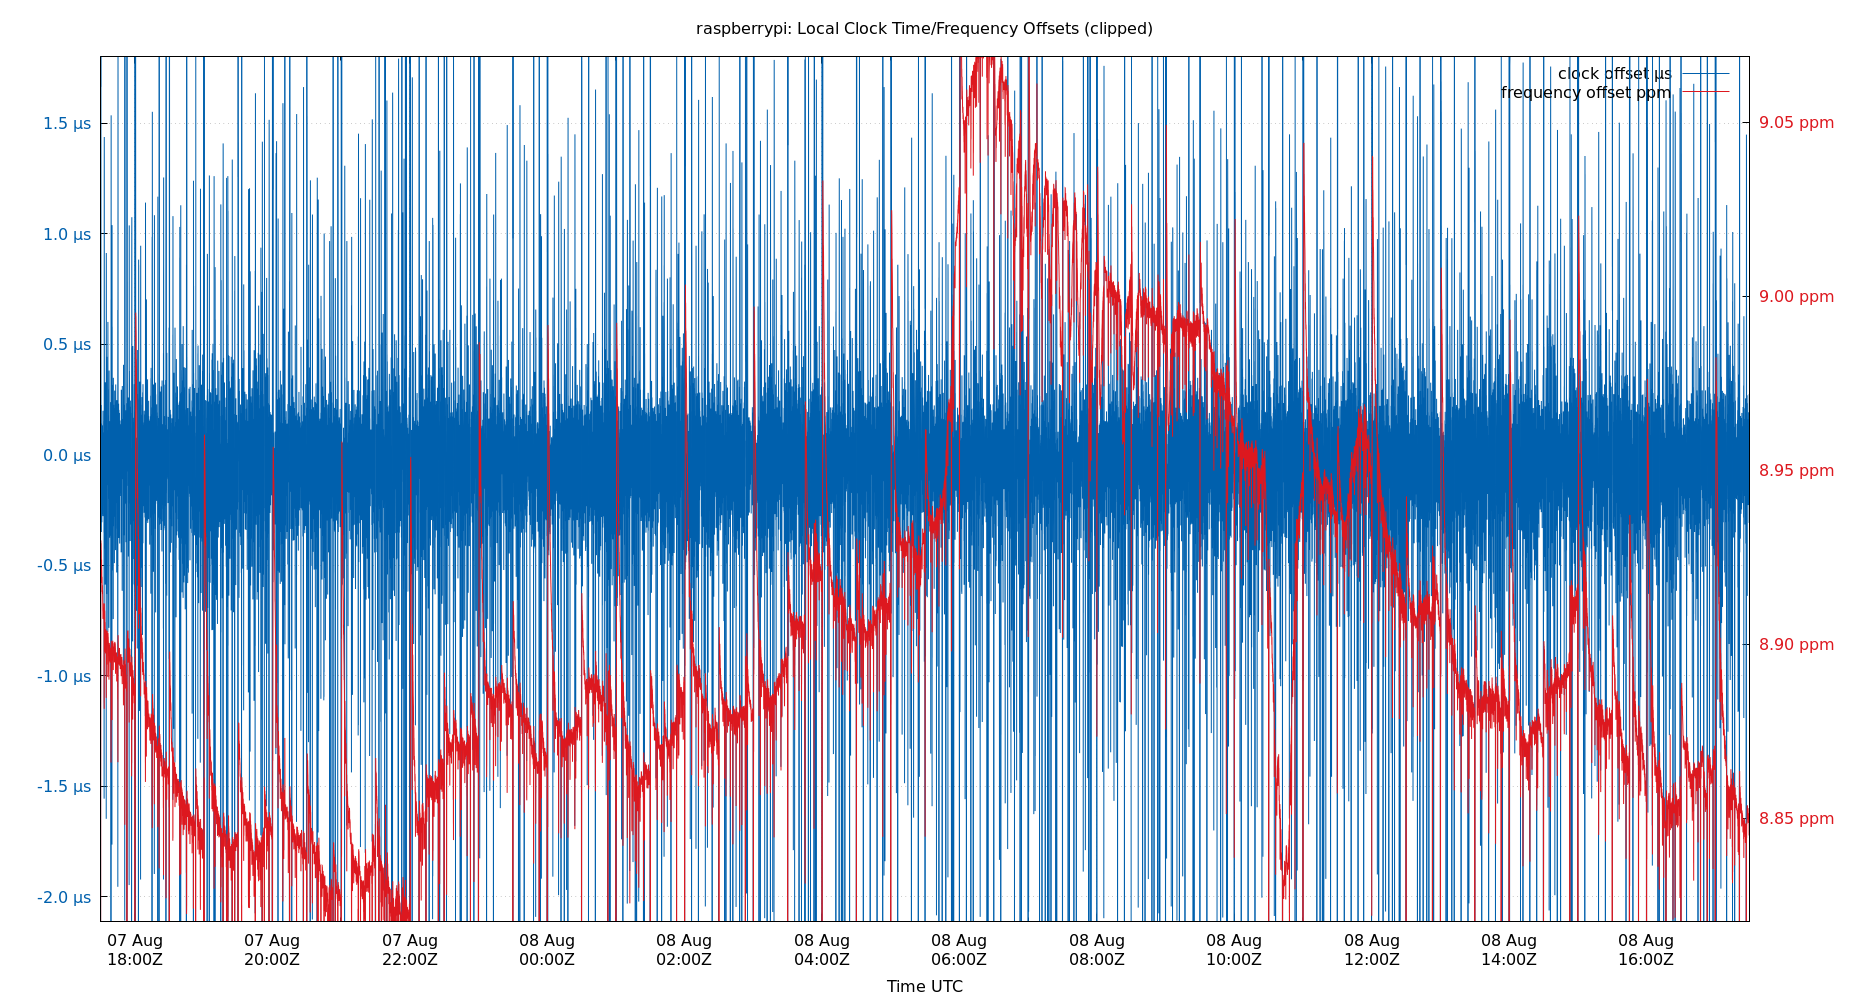 raspberrypi: Local Clock Time/Frequency Offsets (clipped)
clock offset µs
frequency offset ppm
1.5 µs
1.0 µs
0.5 µs
0.0 µs
-0.5 µs
-1.0 µs
-1.5 µs
-2.0 µs
9.05 ppm
9.00 ppm
8.95 ppm
8.90 ppm
8.85 ppm
07 Aug 07 Aug 07 Aug 08 Aug 08 Aug 08 Aug 08 Aug 08 Aug 08 Aug 08 Aug 08 Aug 08 Aug
18:00Z 20:00Z 22:00Z 00:00Z 02:00Z 04:00Z 06:00Z 08:00Z 10:00Z 12:00Z 14:00Z 16:00Z
Time UTC